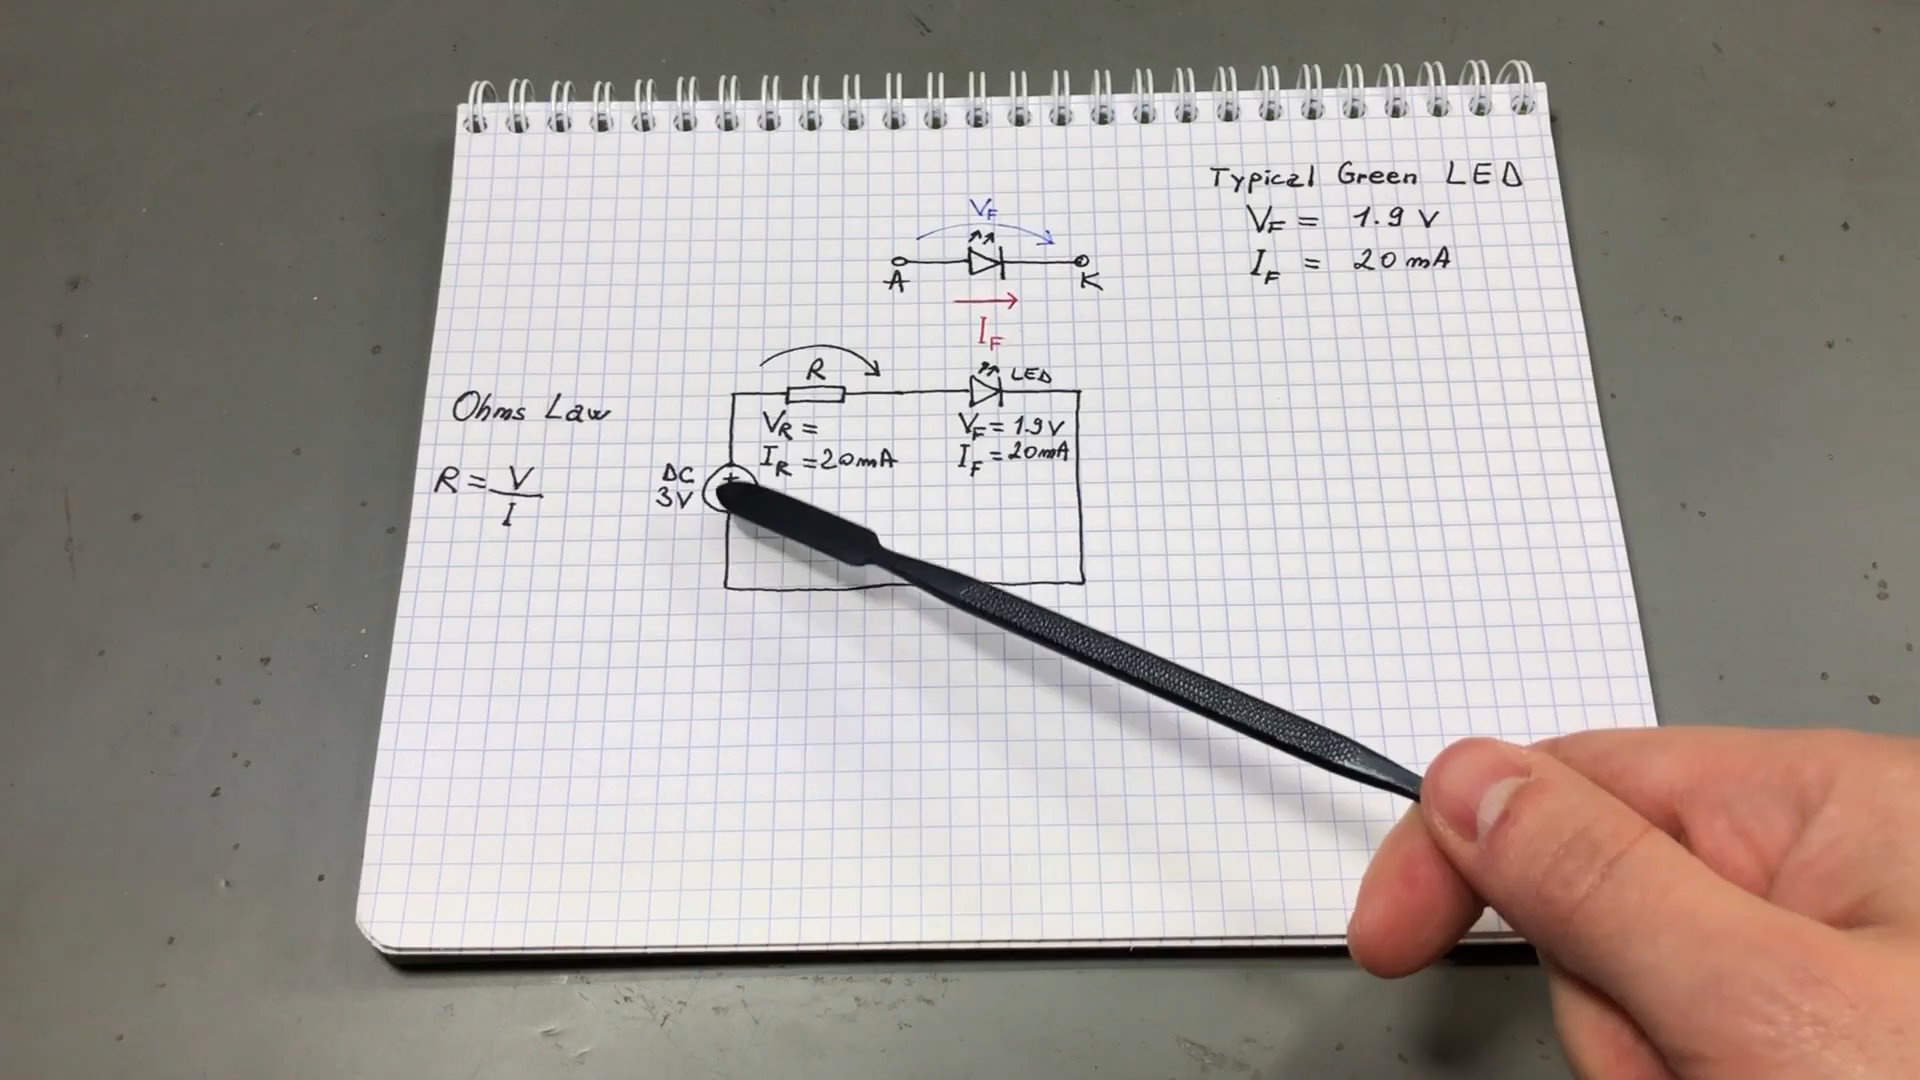 Typical Green LED
VF = 1.9 V
IF = 20 mA
VF
A
K
IF
R
LED
Ohms Law
R = V
I
VR =
IR = 20mA
VF = 1.9V
IF = 20mA
DC
3V
+